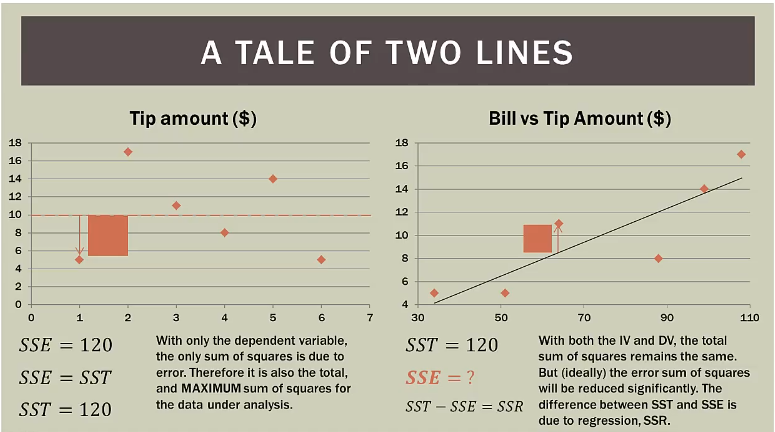 A TALE OF TWO LINES
Tip amount ($)
18
16
14
12
10
8
6
4
2
0
0 1 2 3 4 5 6 7
SSE = 120
SSE = SST
SST = 120
With only the dependent variable,
the only sum of squares is due to
error. Therefore it is also the total,
and MAXIMUM sum of squares for
the data under analysis.
Bill vs Tip Amount ($)
18
16
14
12
10
8
6
4
30 50 70 90 110
SST = 120
SSE = ?
SST − SSE = SSR
With both the IV and DV, the total
sum of squares remains the same.
But (ideally) the error sum of squares
will be reduced significantly. The
difference between SST and SSE is
due to regression, SSR.